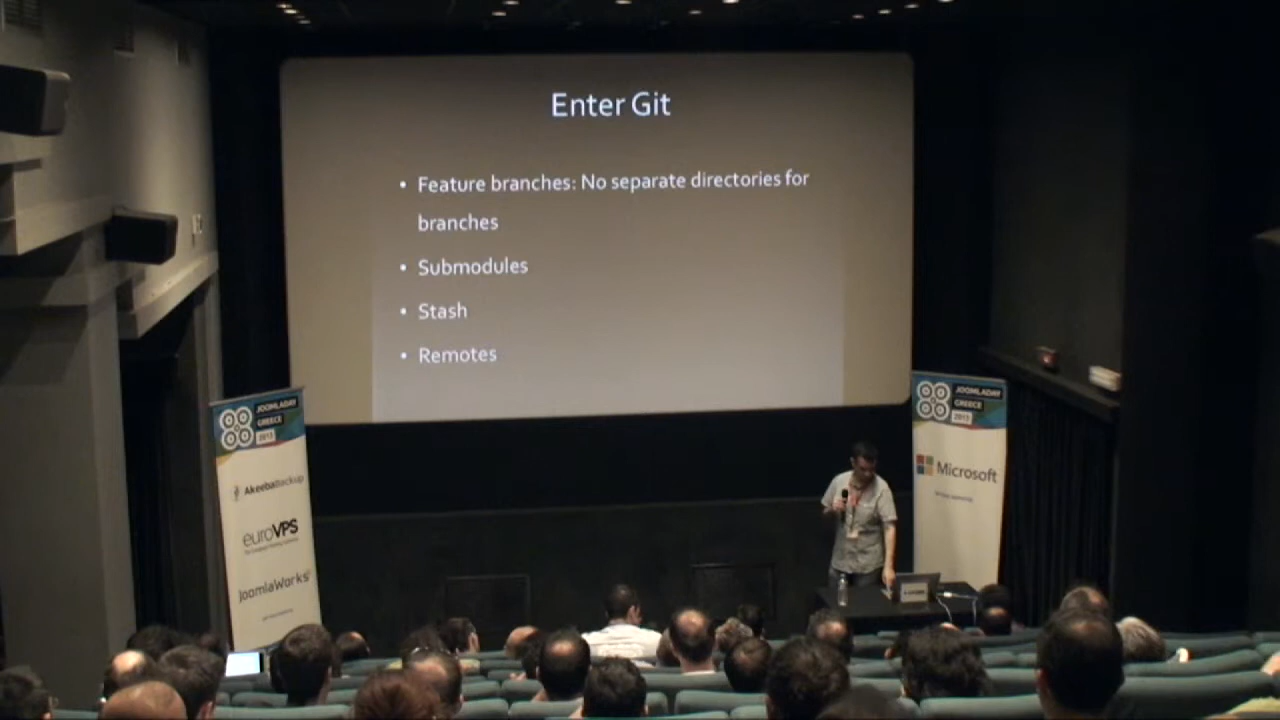 Enter Git
• Feature branches: No separate directories for
branches
• Submodules
• Stash
• Remotes
JOOMLADAY
GREECE
2013
AkeebaBackup
euroVPS
JoomlaWorks
JOOMLADAY
GREECE
2013
Microsoft